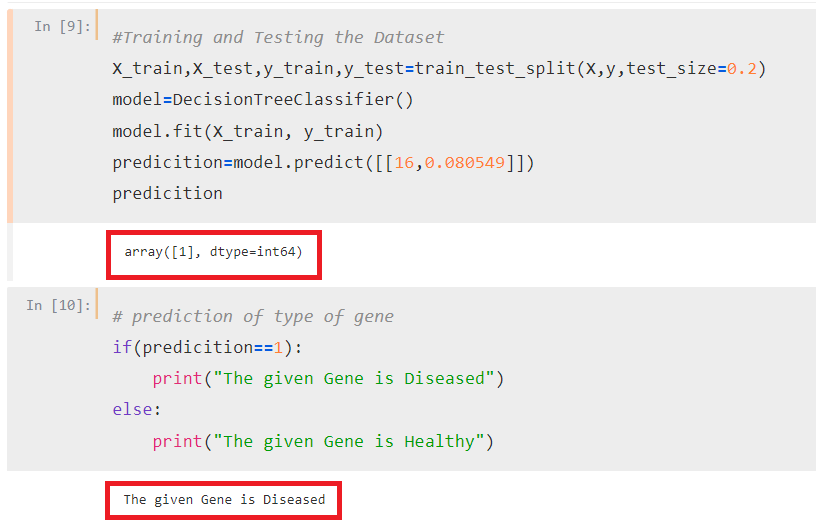 In [9]:
#Training and Testing the Dataset
X_train,X_test,y_train,y_test=train_test_split(X,y,test_size=0.2)
model=DecisionTreeClassifier()
model.fit(X_train, y_train)
predicition=model.predict([[16,0.080549]])
predicition
array([1], dtype=int64)
In [10]:
# prediction of type of gene
if(predicition==1):
    print("The given Gene is Diseased")
else:
    print("The given Gene is Healthy")
The given Gene is Diseased